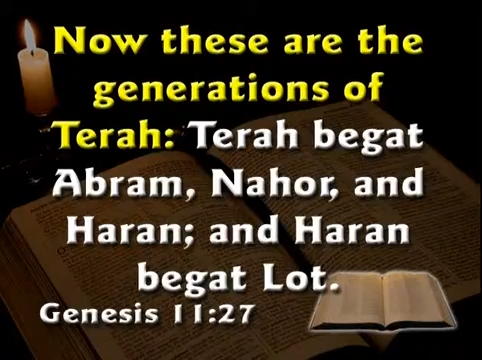 Now these are the
generations of
Terah: Terah begat
Abram, Nahor, and
Haran; and Haran
begat Lot.
Genesis 11:27